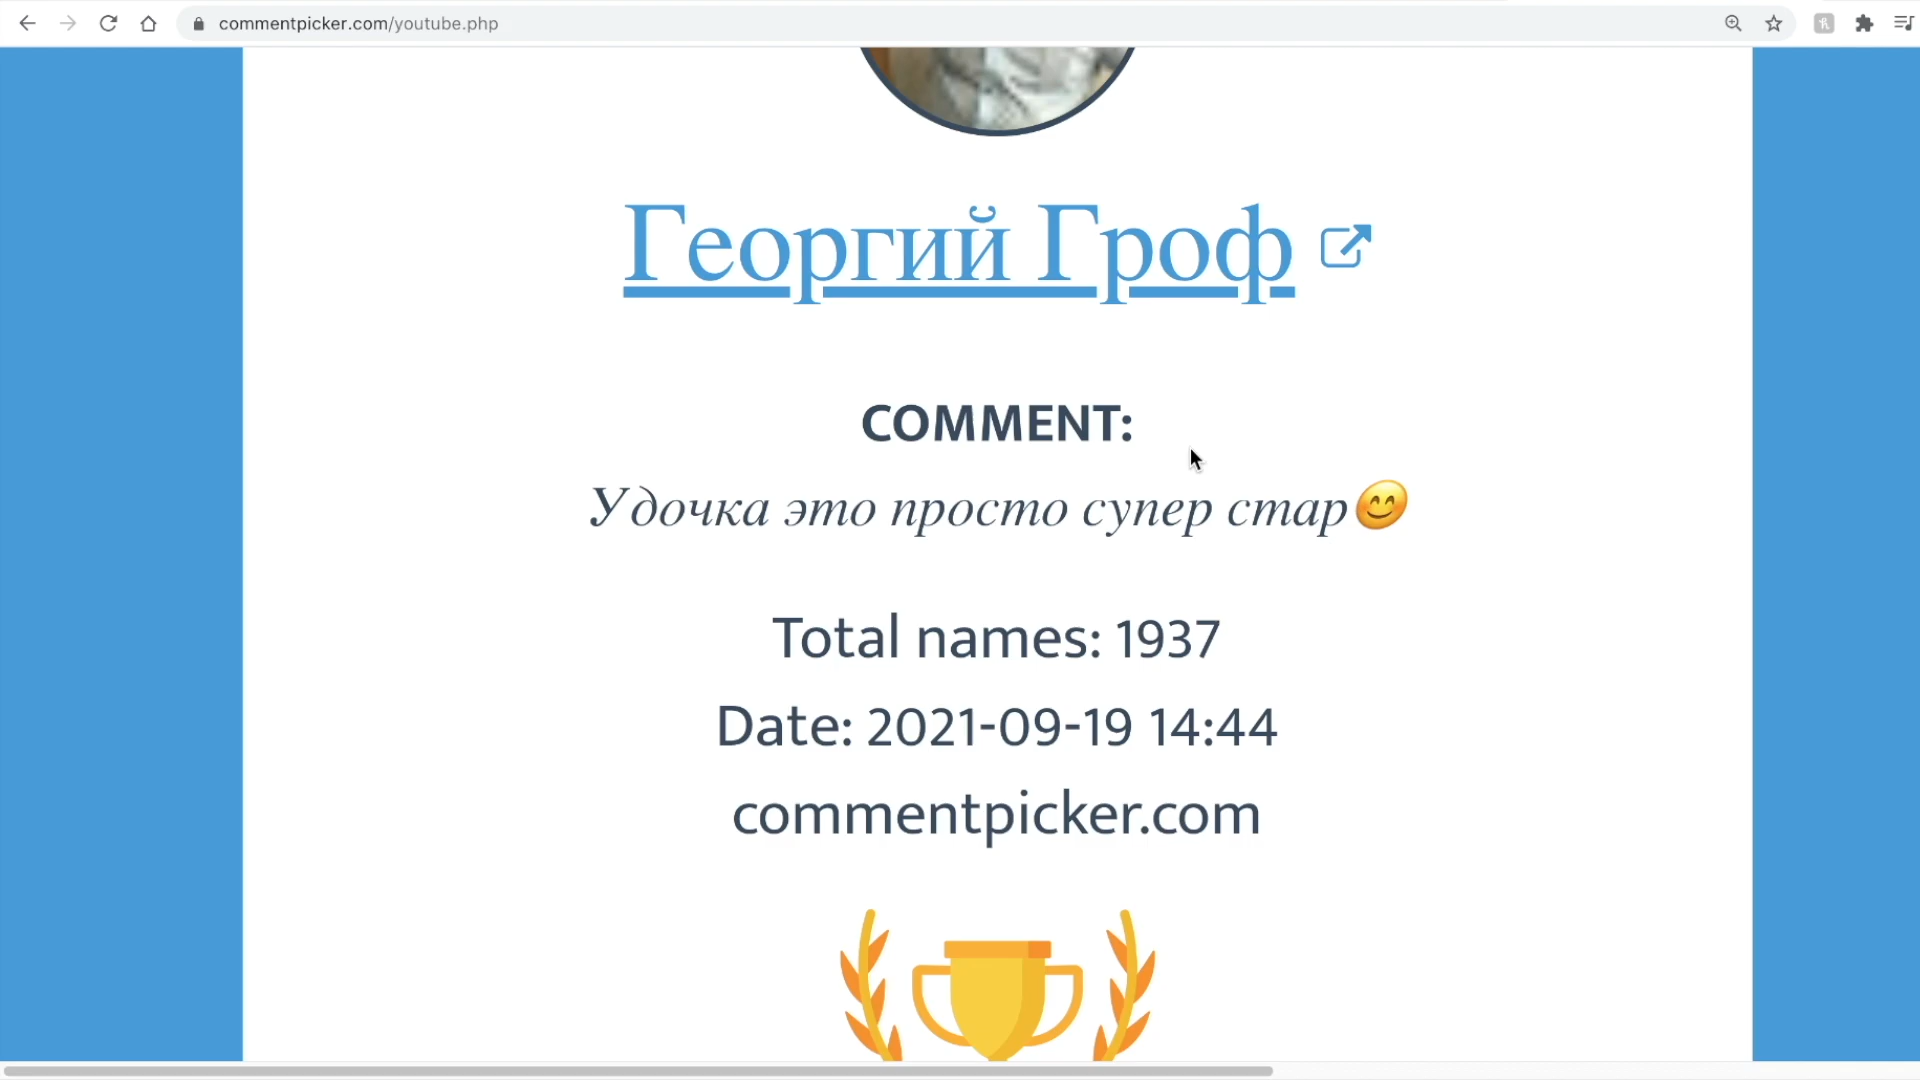 commentpicker.com/youtube.php
Георгий Гроф
COMMENT:
Удочка это просто супер стар😊
Total names: 1937
Date: 2021-09-19 14:44
commentpicker.com